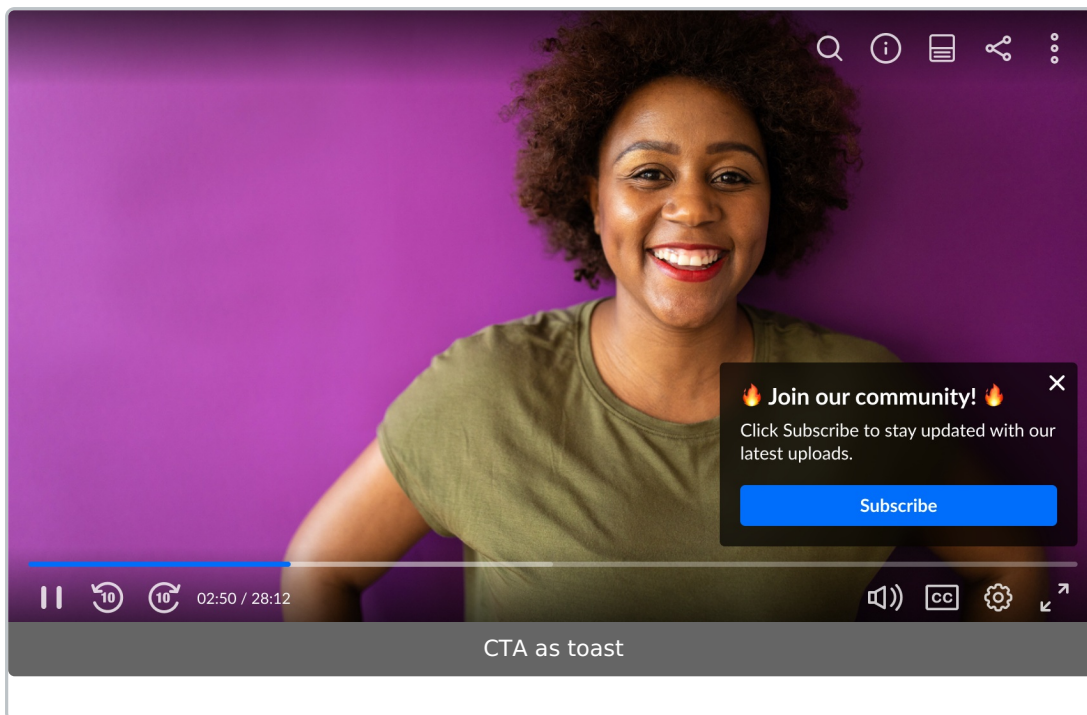 🔥 Join our community! 🔥
Click Subscribe to stay updated with our
latest uploads.
Subscribe
10 10 02:50 / 28:12 CC
CTA as toast